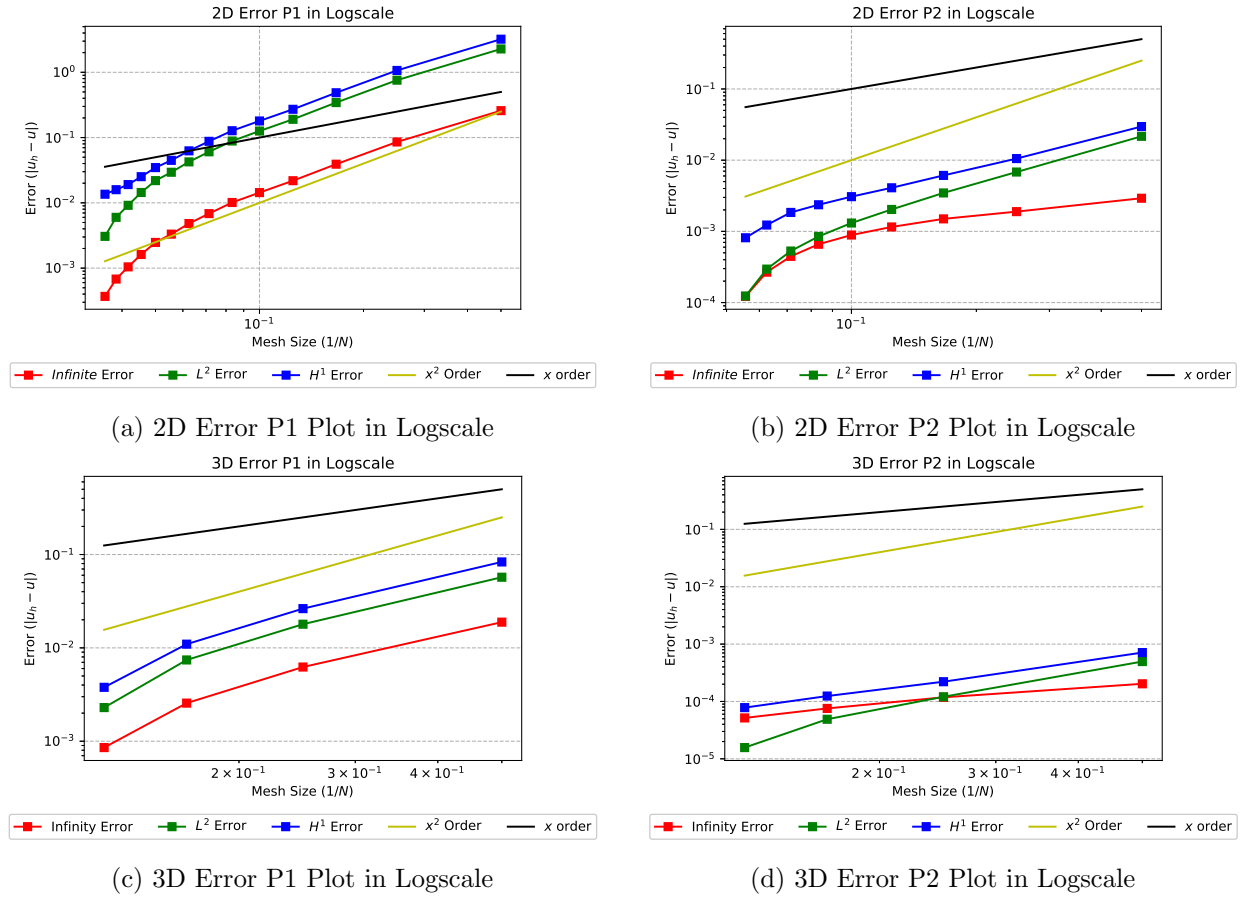 2D Error P1 in Logscale
Error (|u_h − u|)
10^0
10^{-1}
10^{-2}
10^{-3}
10^{-1}
Mesh Size (1/N)
Infinite Error L^2 Error H^1 Error x^2 Order x order
(a) 2D Error P1 Plot in Logscale
2D Error P2 in Logscale
Error (|u_h − u|)
10^{-1}
10^{-2}
10^{-3}
10^{-4}
10^{-1}
Mesh Size (1/N)
Infinite Error L^2 Error H^1 Error x^2 Order x order
(b) 2D Error P2 Plot in Logscale
3D Error P1 in Logscale
Error (|u_h − u|)
10^{-1}
10^{-2}
10^{-3}
2 × 10^{-1} 3 × 10^{-1} 4 × 10^{-1}
Mesh Size (1/N)
Infinity Error L^2 Error H^1 Error x^2 Order x order
(c) 3D Error P1 Plot in Logscale
3D Error P2 in Logscale
Error (|u_h − u|)
10^{-1}
10^{-2}
10^{-3}
10^{-4}
10^{-5}
2 × 10^{-1} 3 × 10^{-1} 4 × 10^{-1}
Mesh Size (1/N)
Infinity Error L^2 Error H^1 Error x^2 Order x order
(d) 3D Error P2 Plot in Logscale